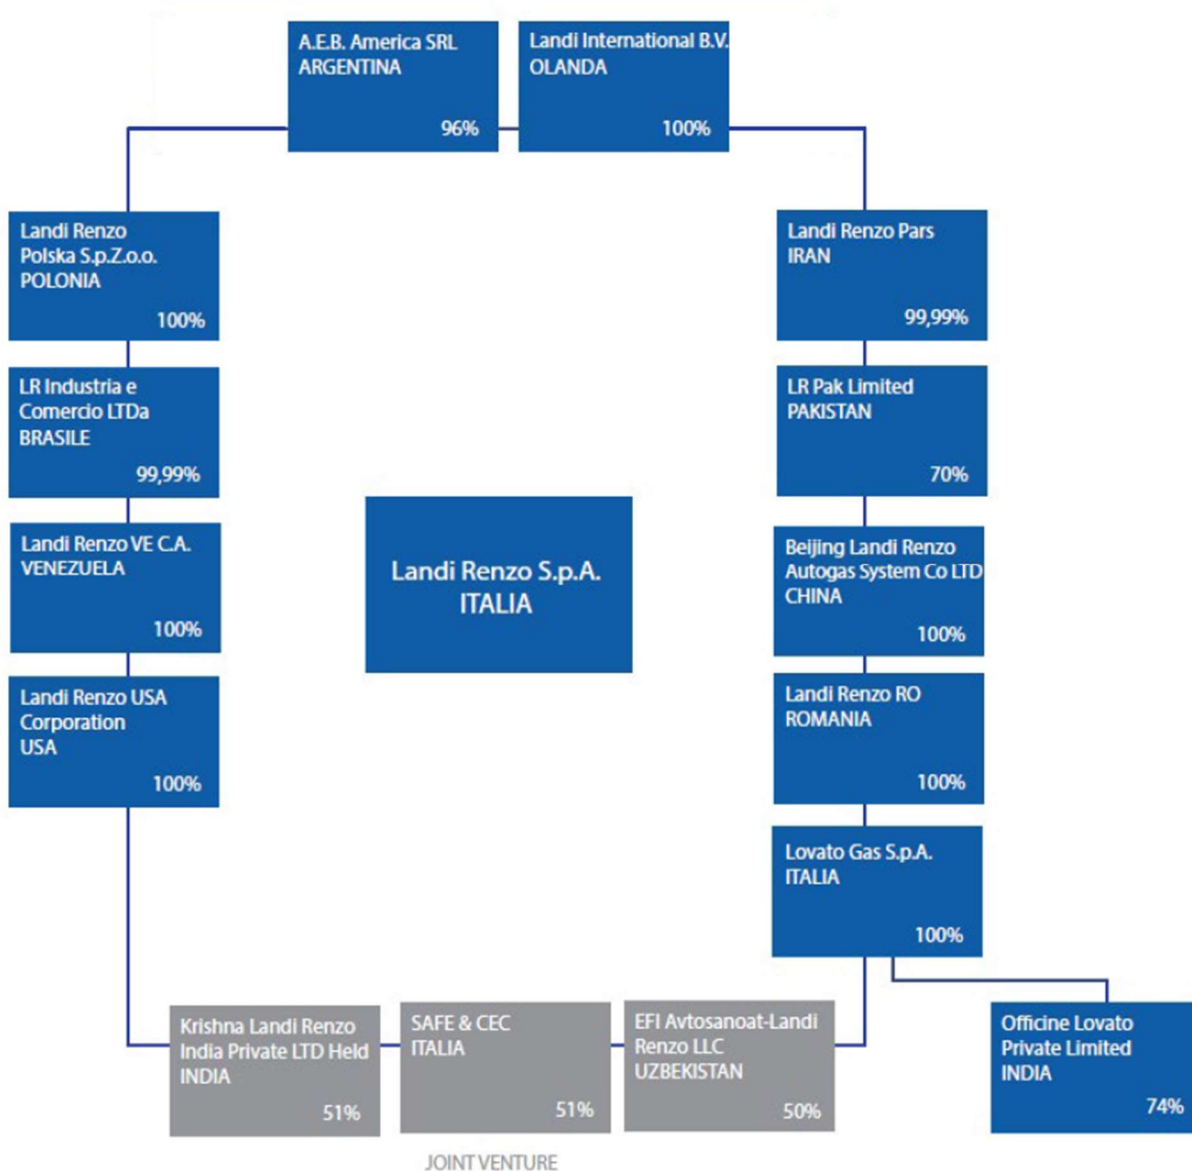 A.E.B. America SRL
ARGENTINA
96%
Landi International B.V.
OLANDA
100%
Landi Renzo
Polska S.p.Z.o.o.
POLONIA
100%
Landi Renzo Pars
IRAN
99,99%
LR Industria e
Comercio LTDa
BRASILE
99,99%
LR Pak Limited
PAKISTAN
70%
Landi Renzo VE C.A.
VENEZUELA
100%
Landi Renzo S.p.A.
ITALIA
Beijing Landi Renzo
Autogas System Co LTD
CHINA
100%
Landi Renzo USA
Corporation
USA
100%
Landi Renzo RO
ROMANIA
100%
Lovato Gas S.p.A.
ITALIA
100%
Krishna Landi Renzo
India Private LTD Held
INDIA
51%
SAFE & CEC
ITALIA
51%
EFI Avtosanoat-Landi
Renzo LLC
UZBEKISTAN
50%
Officine Lovato
Private Limited
INDIA
74%
JOINT VENTURE